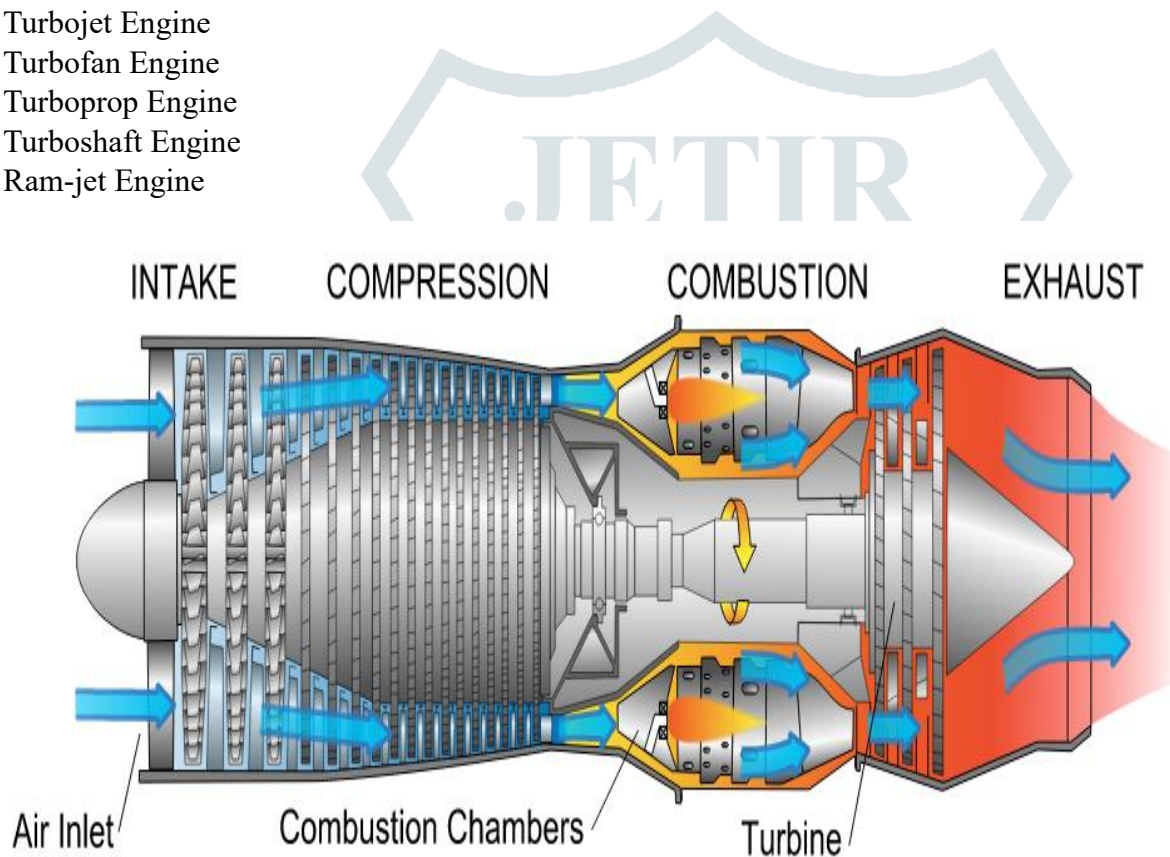 Turbojet Engine
Turbofan Engine
Turboprop Engine
Turboshaft Engine
Ram-jet Engine
JETIR
INTAKE COMPRESSION COMBUSTION EXHAUST
Air Inlet Combustion Chambers Turbine